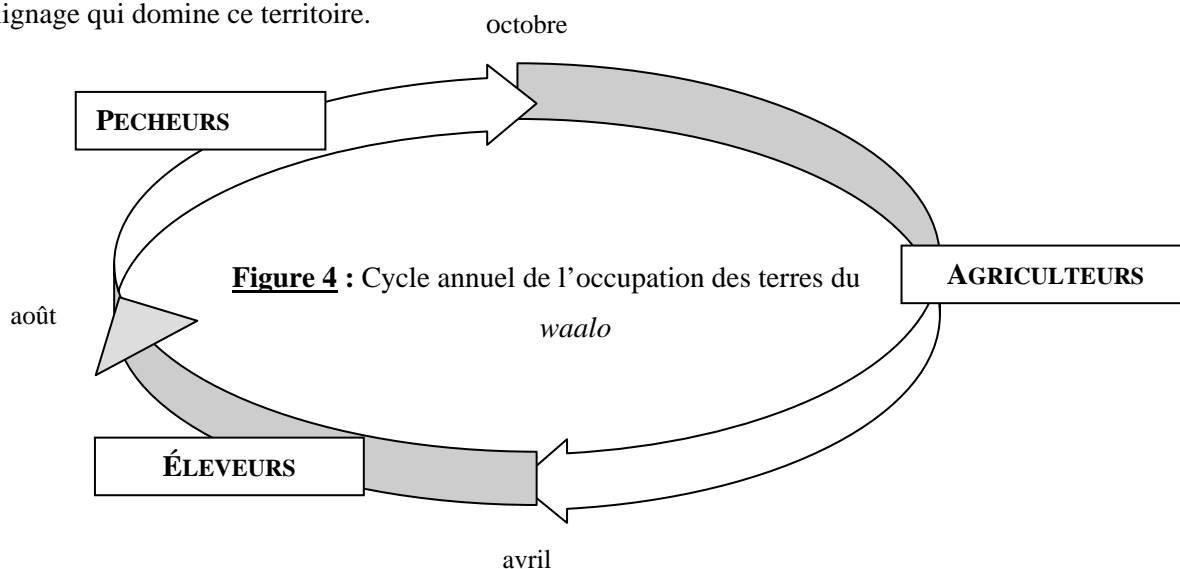 qui domine ce territoire.
octobre
PECHEURS
Figure 4 : Cycle annuel de l’occupation des terres du
waalo
AGRICULTEURS
août
ÉLEVEURS
avril